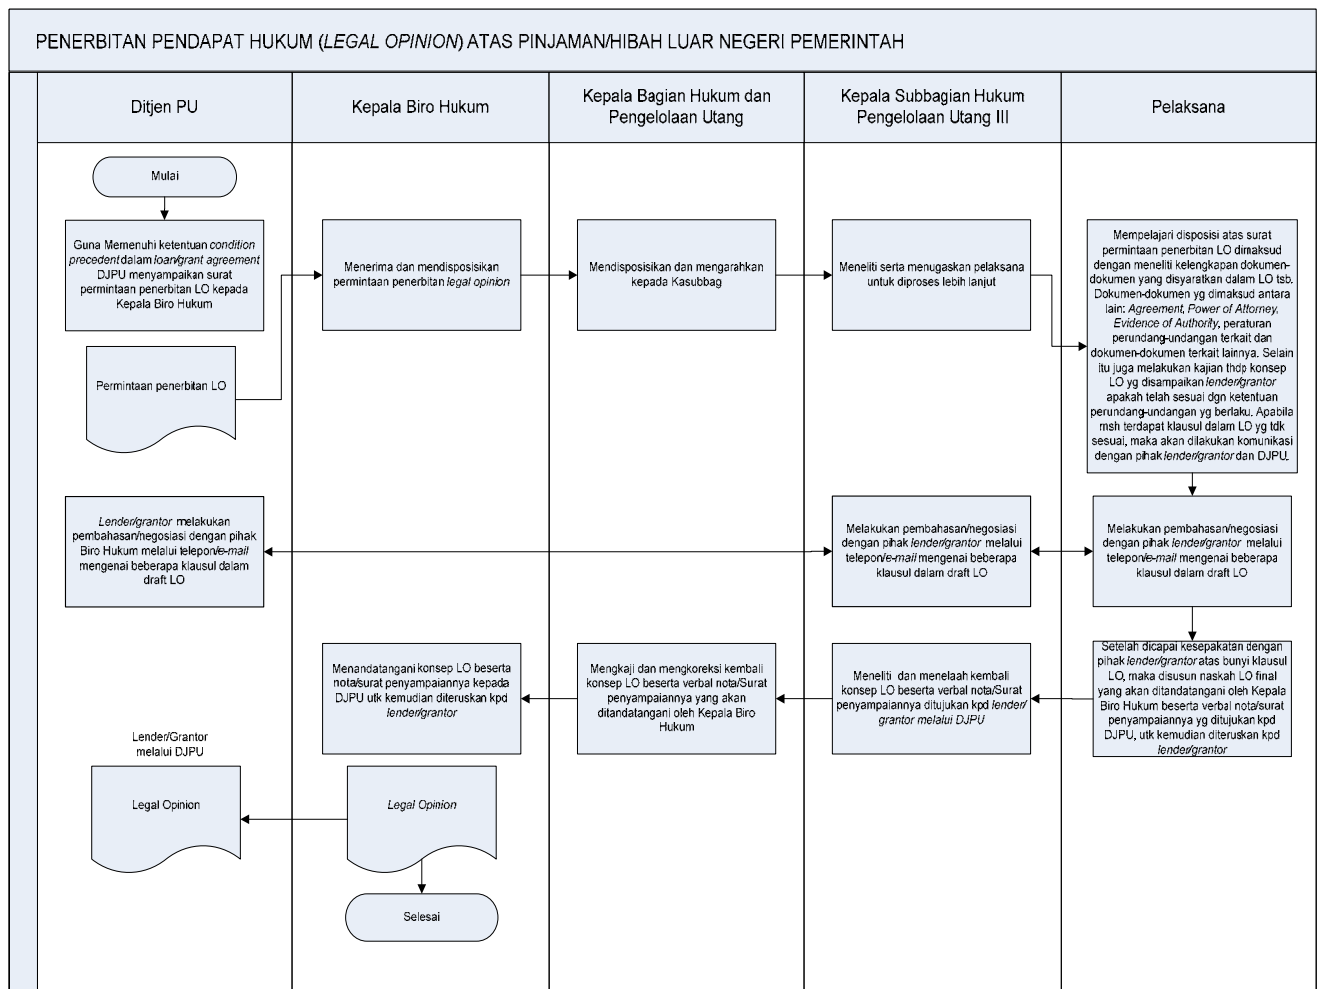 PENERBITAN PENDAPAT HUKUM (LEGAL OPINION) ATAS PINJAMAN/HIBAH LUAR NEGERI PEMERINTAH
Ditjen PU
Kepala Biro Hukum
Kepala Bagian Hukum dan
Pengelolaan Utang
Kepala Subbagian Hukum
Pengelolaan Utang III
Pelaksana
Mulai
Guna Memenuhi ketentuan condition
precedent dalam loan/grant agreement
DJPU menyampaikan surat
permintaan penerbitan LO kepada
Kepala Biro Hukum
Permintaan penerbitan LO
Menerima dan mendisposisikan
permintaan penerbitan legal opinion
Mendisposisikan dan mengarahkan
kepada Kasubbag
Meneliti serta menugaskan pelaksana
untuk diproses lebih lanjut
Mempelajari disposisi atas surat
permintaan penerbitan LO dimaksud
dengan meneliti kelengkapan dokumen-
dokumen yang disyaratkan dalam LO tsb.
Dokumen-dokumen yg dimaksud antara
lain: Agreement, Power of Attorney,
Evidence of Authority, peraturan
perundang-undangan terkait dan
dokumen-dokumen terkait lainnya. Selain
itu juga melakukan kajian thdp konsep
LO yg disampaikan lender/grantor
apakah telah sesuai dgn ketentuan
perundang-undangan yg berlaku. Apabila
msh terdapat klausul dalam LO yg tdk
sesuai, maka akan dilakukan komunikasi
dengan pihak lender/grantor dan DJPU.
Lender/grantor melakukan
pembahasan/negosiasi dengan pihak
Biro Hukum melalui telepon/e-mail
mengenai beberapa klausul dalam
draft LO
Melakukan pembahasan/negosiasi
dengan pihak lender/grantor melalui
telepon/e-mail mengenai beberapa
klausul dalam draft LO
Melakukan pembahasan/negosiasi
dengan pihak lender/grantor melalui
telepon/e-mail mengenai beberapa
klausul dalam draft LO
Setelah dicapai kesepakatan dengan
pihak lender/grantor atas bunyi klausul
LO, maka disusun naskah LO final
yang akan ditandatangani oleh Kepala
Biro Hukum beserta verbal nota/surat
penyampaiannya yg ditujukan kpd
DJPU, utk kemudian diteruskan kpd
lender/grantor
Meneliti dan menelaah kembali
konsep LO beserta verbal nota/Surat
penyampaiannya ditujukan kpd lender/
grantor melalui DJPU
Mengkaji dan mengkoreksi kembali
konsep LO beserta verbal nota/Surat
penyampaiannya yang akan
ditandatangani oleh Kepala Biro
Hukum
Menandatangani konsep LO beserta
nota/surat penyampaiannya kepada
DJPU utk kemudian diteruskan kpd
lender/grantor
Lender/Grantor
melalui DJPU
Legal Opinion
Legal Opinion
Selesai